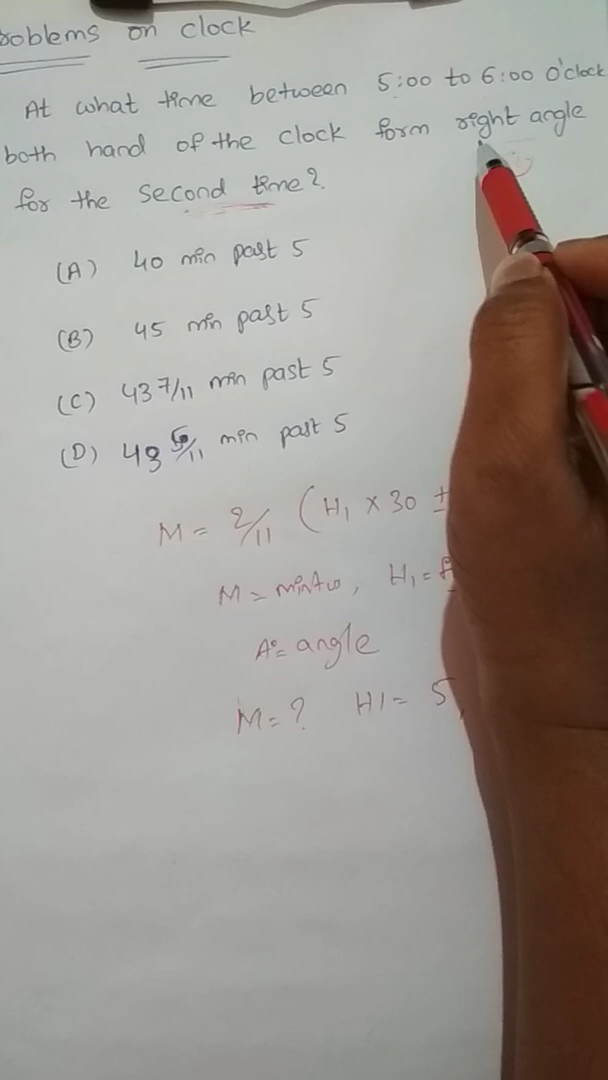 roblems on clock
At what time between 5:00 to 6:00 O'clock
both hand of the clock form right angle
for the second time?
(A) 40 min past 5
(B) 45 min past 5
(C) 43 7/11 min past 5
(D) 43 5/11 min past 5
M = 2/11 (H₁ × 30 ±
M = mintus, H₁ = f
A° = angle
M = ? H1 = 5,